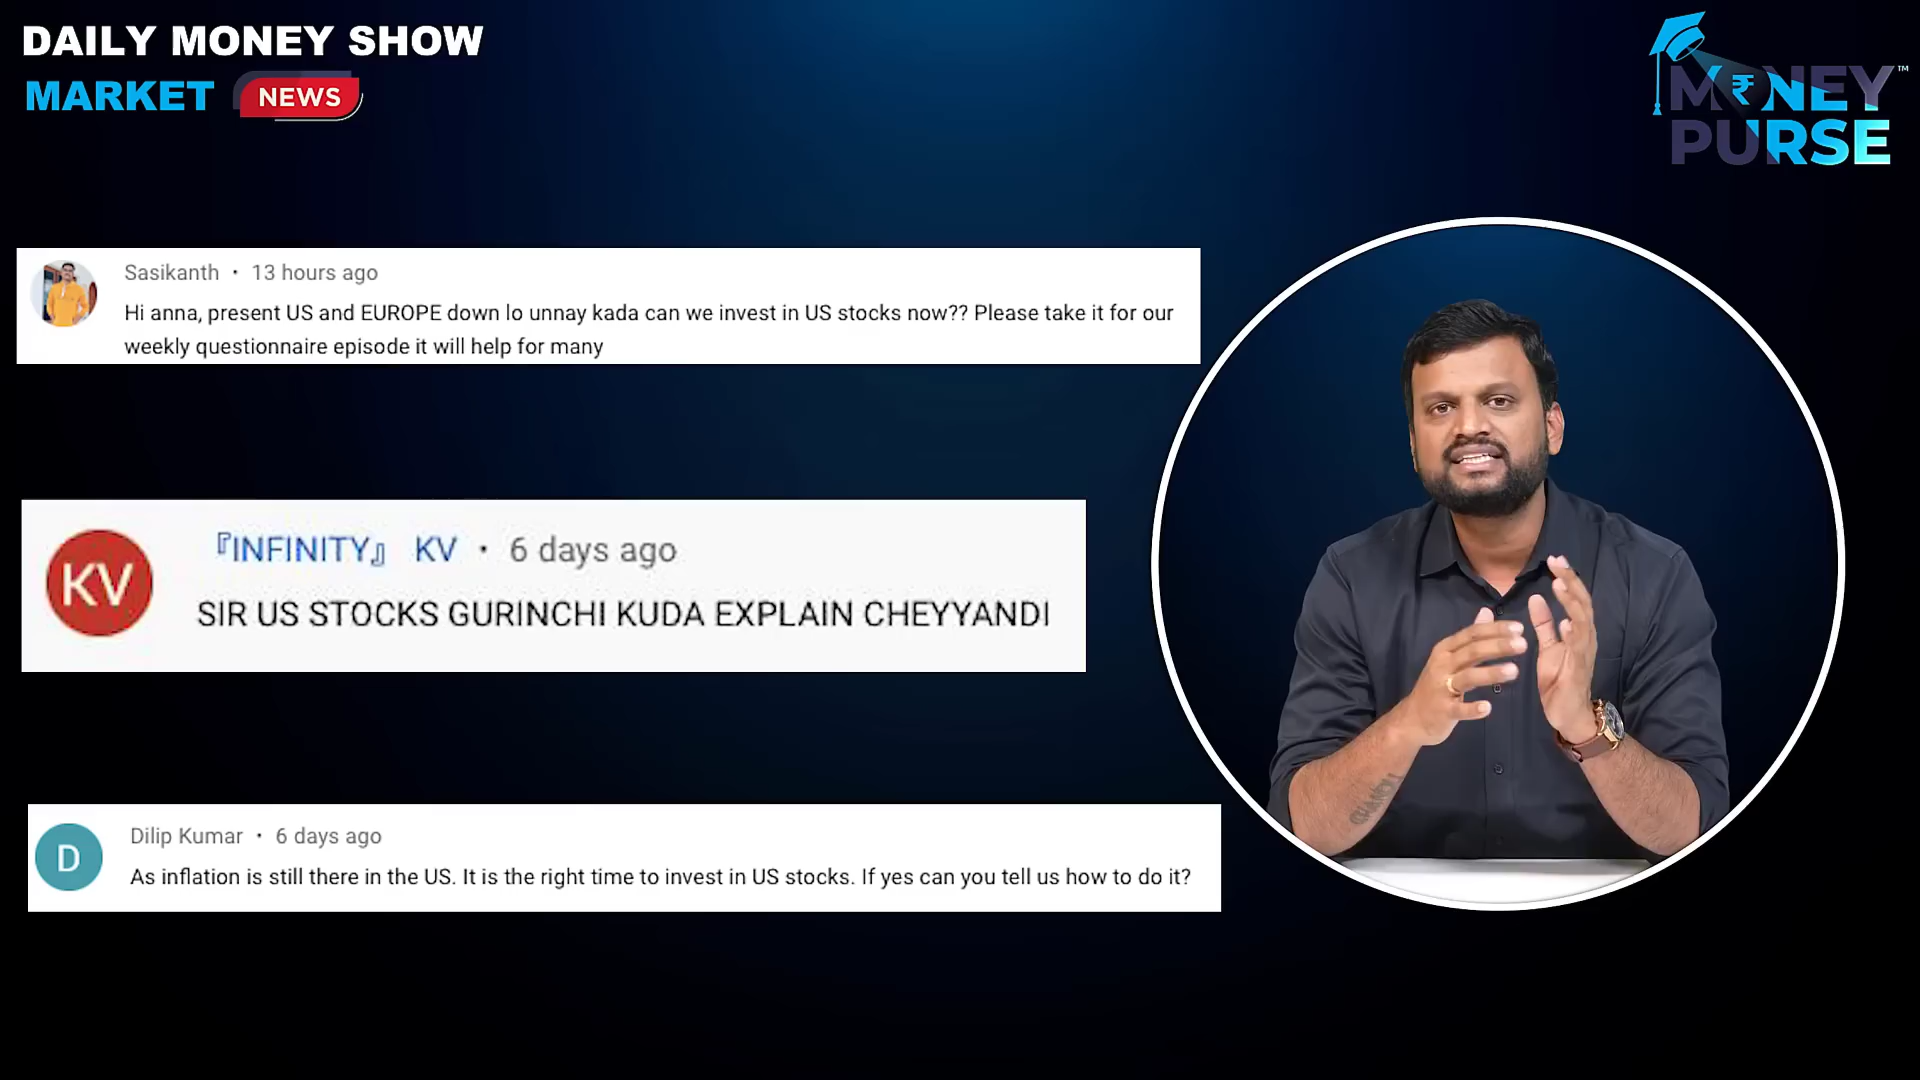 DAILY MONEY SHOW
MARKET NEWS
MONEY™
PURSE
Sasikanth • 13 hours ago
Hi anna, present US and EUROPE down lo unnay kada can we invest in US stocks now?? Please take it for our
weekly questionnaire episode it will help for many
KV
『INFINITY』 KV • 6 days ago
SIR US STOCKS GURINCHI KUDA EXPLAIN CHEYYANDI
D
Dilip Kumar • 6 days ago
As inflation is still there in the US. It is the right time to invest in US stocks. If yes can you tell us how to do it?